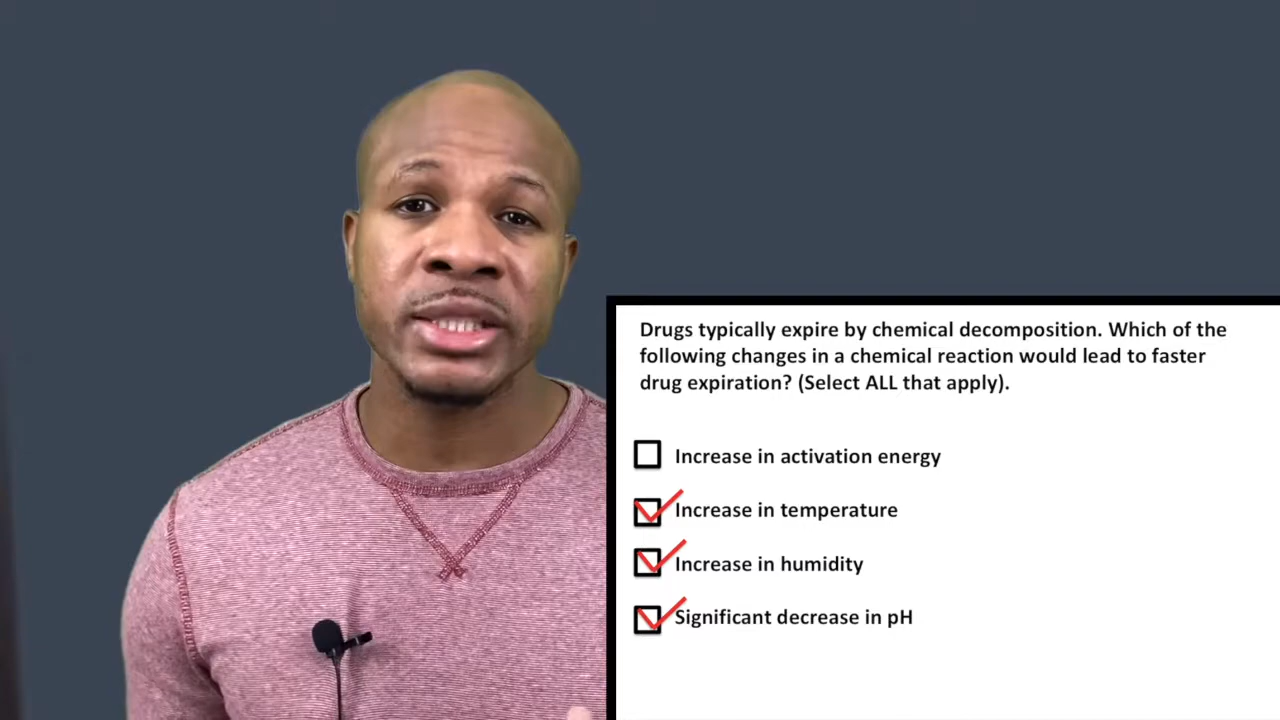 Drugs typically expire by chemical decomposition. Which of the
following changes in a chemical reaction would lead to faster
drug expiration? (Select ALL that apply).
Increase in activation energy
Increase in temperature
Increase in humidity
Significant decrease in pH